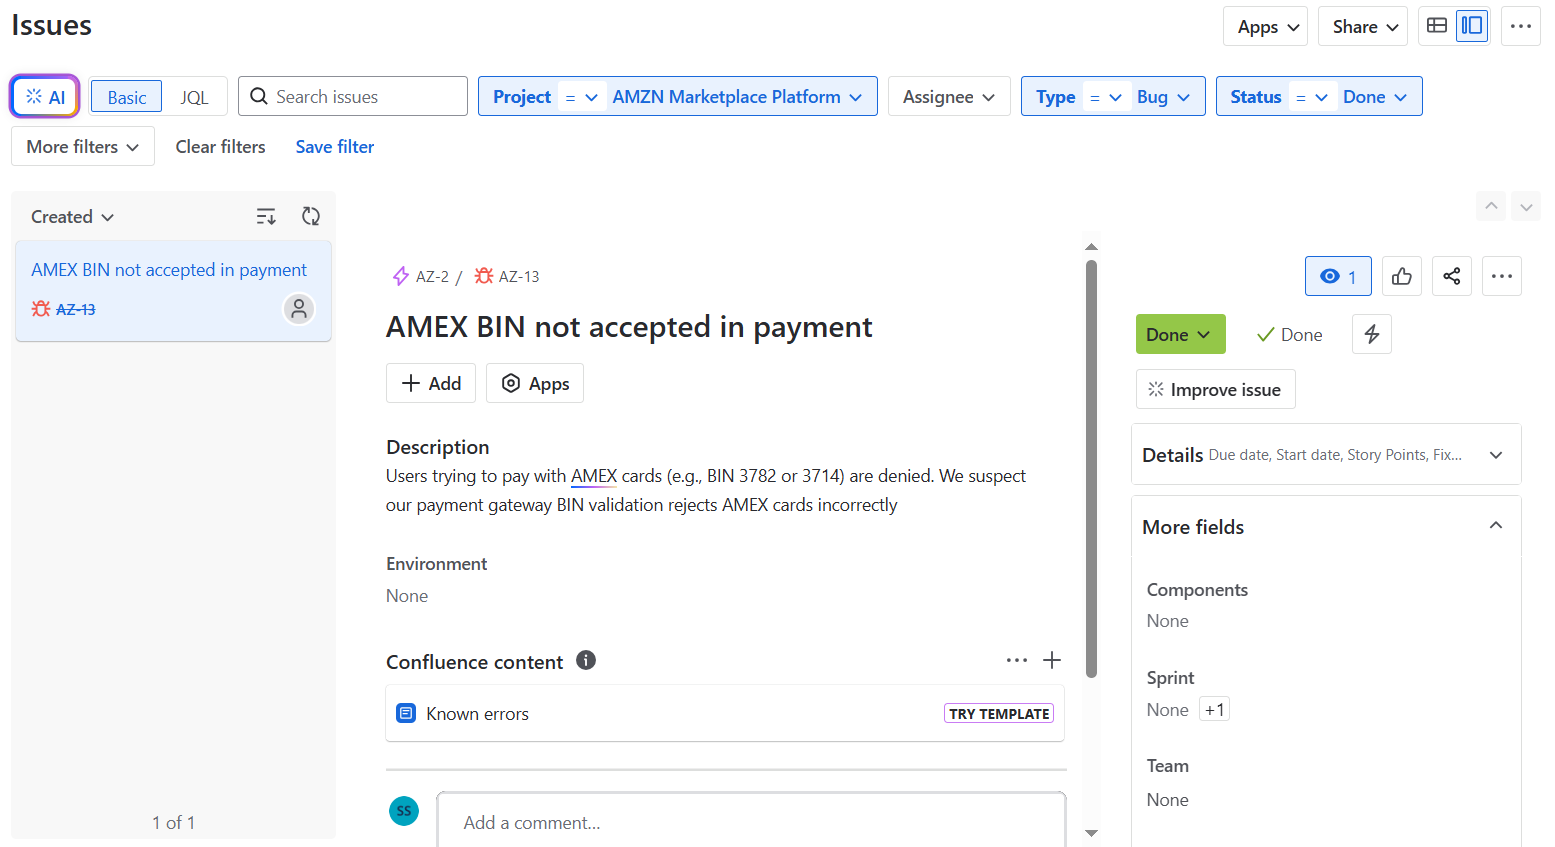 Issues
Apps
Share
AI
Basic
JQL
Search issues
Project = AMZN Marketplace Platform
Assignee
Type = Bug
Status = Done
More filters
Clear filters
Save filter
Created
AMEX BIN not accepted in payment
AZ-13
1 of 1
AZ-2 / AZ-13
AMEX BIN not accepted in payment
Add
Apps
Description
Users trying to pay with AMEX cards (e.g., BIN 3782 or 3714) are denied. We suspect
our payment gateway BIN validation rejects AMEX cards incorrectly
Environment
None
Confluence content
Known errors
TRY TEMPLATE
SS
Add a comment...
1
Done
Done
Improve issue
Details Due date, Start date, Story Points, Fix...
More fields
Components
None
Sprint
None +1
Team
None